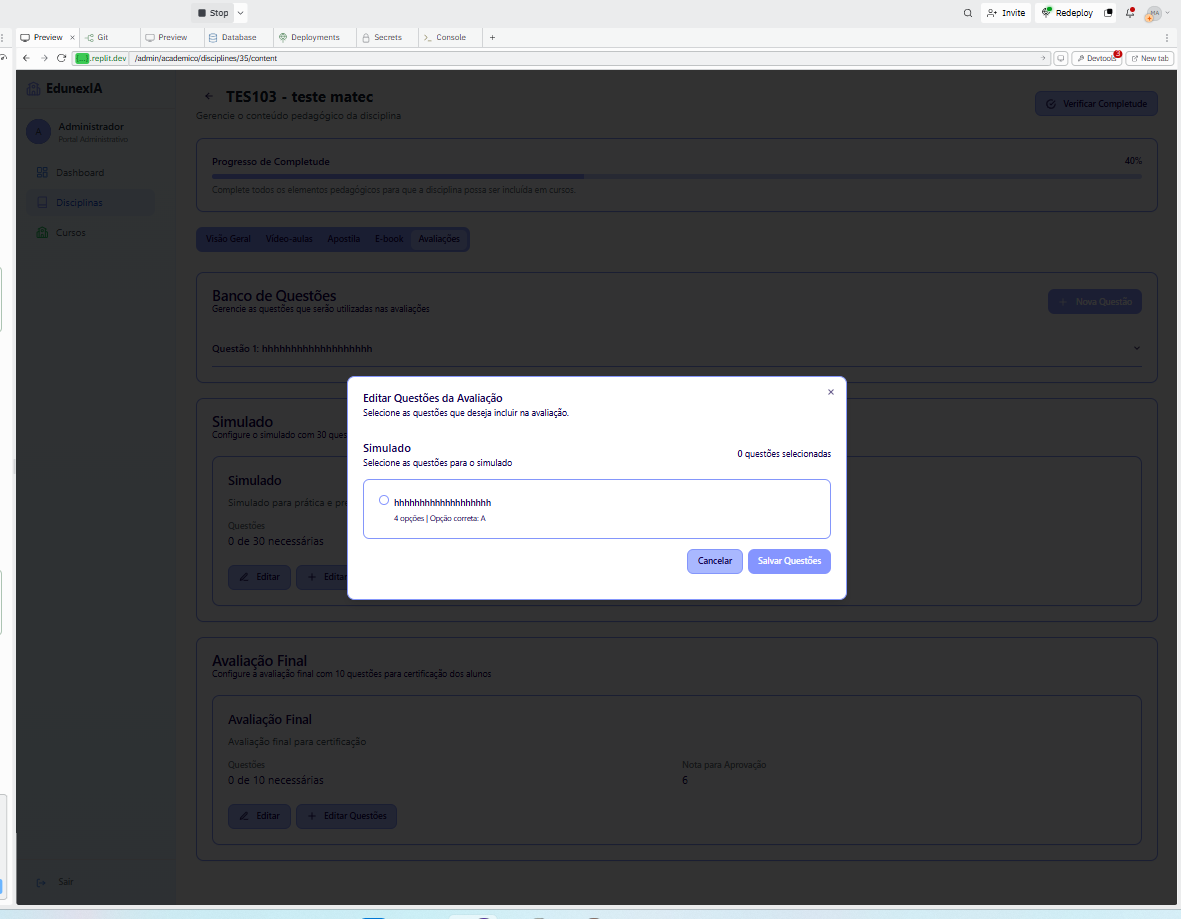 Stop
Invite
Redeploy
MA
Preview
Git
Preview
Database
Deployments
Secrets
Console
.replit.dev
/admin/academico/disciplines/35/content
Devtools
3
New tab
EdunexIA
A
Administrador
Portal Administrativo
Dashboard
Disciplinas
Cursos
Sair
TES103 - teste matec
Gerencie o conteúdo pedagógico da disciplina
Verificar Completude
Progresso de Completude
40%
Complete todos os elementos pedagógicos para que a disciplina possa ser incluída em cursos.
Visão Geral
Vídeo-aulas
Apostila
E-book
Avaliações
Banco de Questões
Gerencie as questões que serão utilizadas nas avaliações
Nova Questão
Questão 1: hhhhhhhhhhhhhhhhhhh
Simulado
Configure o simulado com 30 ques
Simulado
Simulado para prática e pre
Questões
0 de 30 necessárias
Editar
Editar
Editar Questões da Avaliação
Selecione as questões que deseja incluir na avaliação.
Simulado
Selecione as questões para o simulado
0 questões selecionadas
hhhhhhhhhhhhhhhhhhh
4 opções | Opção correta: A
Cancelar
Salvar Questões
Avaliação Final
Configure a avaliação final com 10 questões para certificação dos alunos
Avaliação Final
Avaliação final para certificação
Questões
0 de 10 necessárias
Nota para Aprovação
6
Editar
Editar Questões